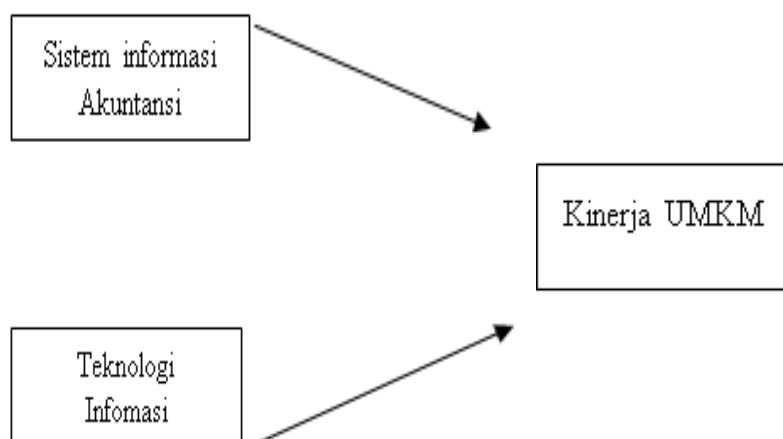 Sistem informasi
Akuntansi
Kinerja UMKM
Teknologi
Infomasi